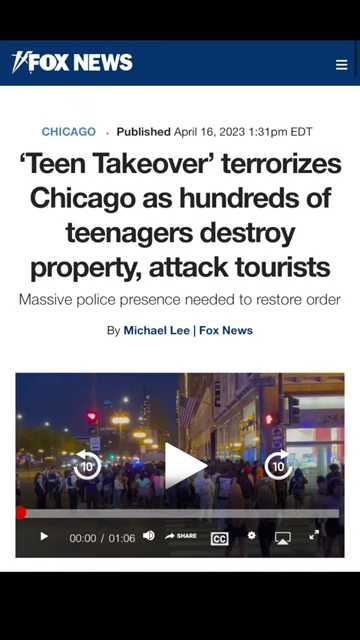 FOX NEWS
CHICAGO · Published April 16, 2023 1:31pm EDT
‘Teen Takeover’ terrorizes
Chicago as hundreds of
teenagers destroy
property, attack tourists
Massive police presence needed to restore order
By Michael Lee | Fox News
10 10
00:00 / 01:06 SHARE CC